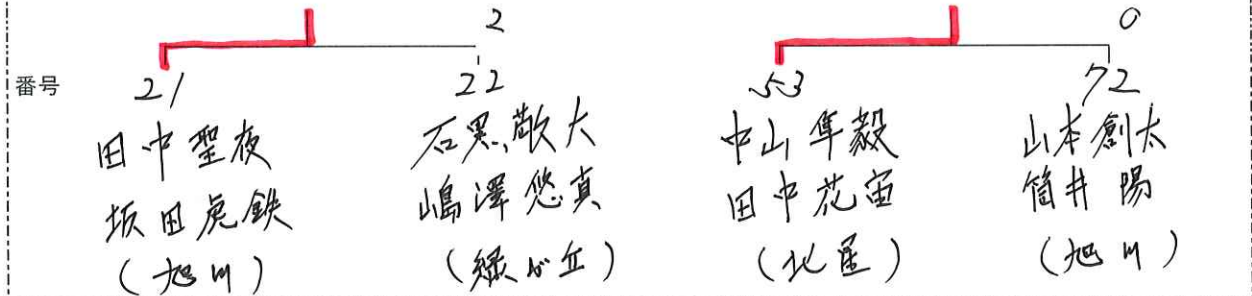 2 0
番号 21 22 53 72
田中聖夜 石黒敬大 中山隼毅 山本創太
坂田虎鉄 嶋澤悠真 田中花宙 筒井陽
(旭川) (緑が丘) (北星) (旭川)